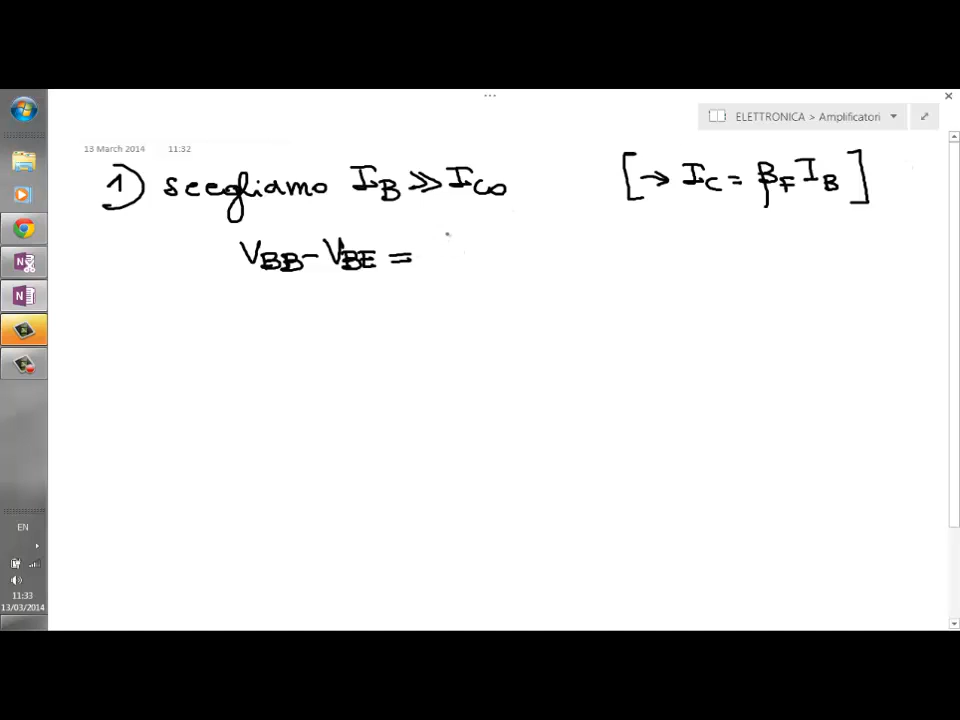 ELETTRONICA > Amplificatori
13 March 2014 11:32
1) scegliamo I_B >> I_CO [→ I_C = β_F I_B]
V_BB - V_BE =
EN
11:33
13/03/2014